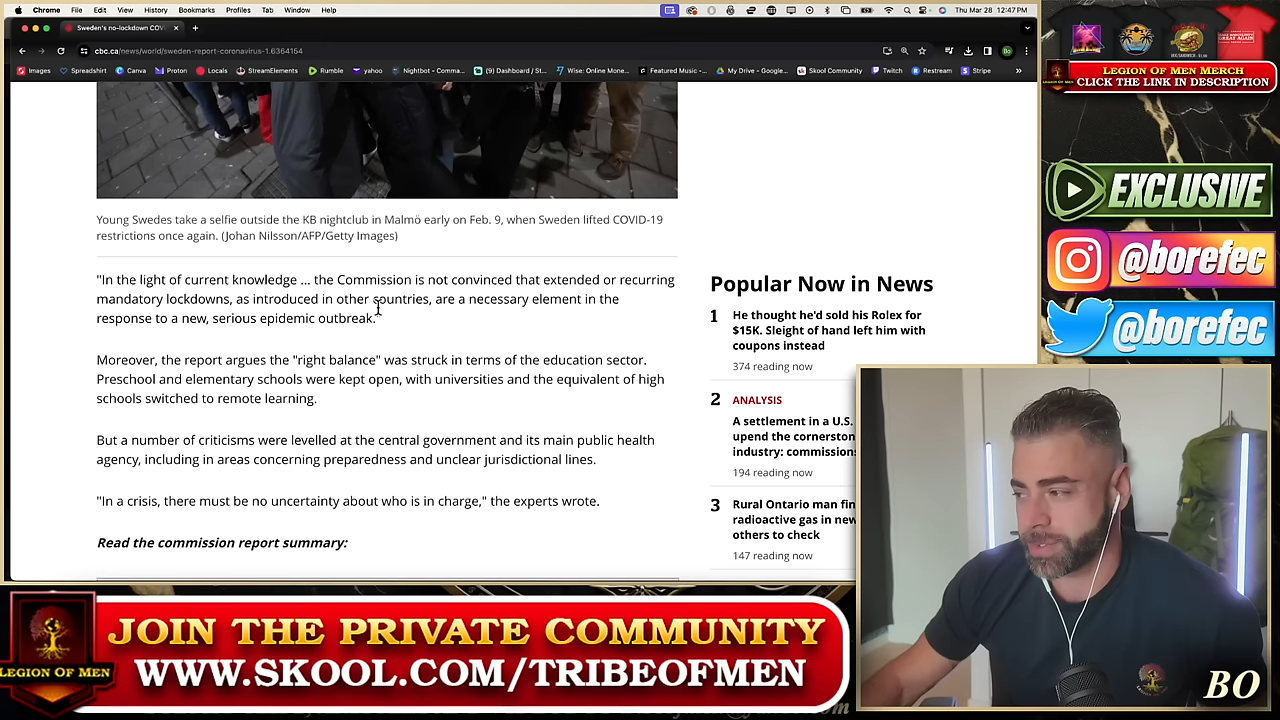 Chrome File Edit View History Bookmarks Profiles Tab Window Help
Thu Mar 28 12:47 PM
Sweden's no-lockdown COVI
cbc.ca/news/world/sweden-report-coronavirus-1.6364154
Images Spreadshirt Canva Proton Locals StreamElements Rumble yahoo Nightbot - Comma... (9) Dashboard / St... Wise: Online Mone... Featured Music -... My Drive - Google... Skool Community Twitch Restream Stripe »
Young Swedes take a selfie outside the KB nightclub in Malmö early on Feb. 9, when Sweden lifted COVID-19
restrictions once again. (Johan Nilsson/AFP/Getty Images)
"In the light of current knowledge ... the Commission is not convinced that extended or recurring
mandatory lockdowns, as introduced in other countries, are a necessary element in the
response to a new, serious epidemic outbreak."
Moreover, the report argues the "right balance" was struck in terms of the education sector.
Preschool and elementary schools were kept open, with universities and the equivalent of high
schools switched to remote learning.
But a number of criticisms were levelled at the central government and its main public health
agency, including in areas concerning preparedness and unclear jurisdictional lines.
"In a crisis, there must be no uncertainty about who is in charge," the experts wrote.
Read the commission report summary:
Popular Now in News
1 He thought he'd sold his Rolex for
$15K. Sleight of hand left him with
coupons instead
374 reading now
2 ANALYSIS
A settlement in a U.S.
upend the cornerston
industry: commission
194 reading now
3 Rural Ontario man fin
radioactive gas in new
others to check
147 reading now
LEGION OF MEN MERCH
CLICK THE LINK IN DESCRIPTION
EXCLUSIVE
@borefec
@borefec
BO
LEGION OF MEN
JOIN THE PRIVATE COMMUNITY
WWW.SKOOL.COM/TRIBEOFMEN